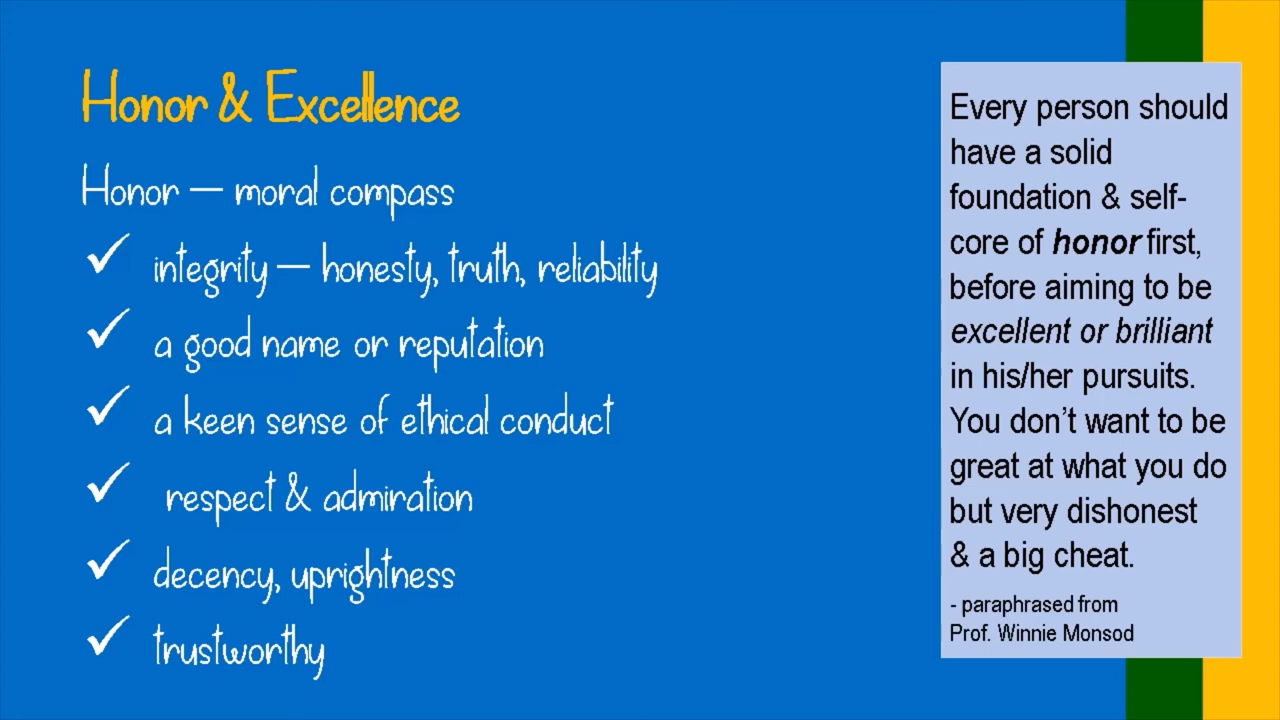 Honor & Excellence
Honor — moral compass
✓ integrity — honesty, truth, reliability
✓ a good name or reputation
✓ a keen sense of ethical conduct
✓ respect & admiration
✓ decency, uprightness
✓ trustworthy
Every person should
have a solid
foundation & self-
core of honor first,
before aiming to be
excellent or brilliant
in his/her pursuits.
You don’t want to be
great at what you do
but very dishonest
& a big cheat.
- paraphrased from
Prof. Winnie Monsod